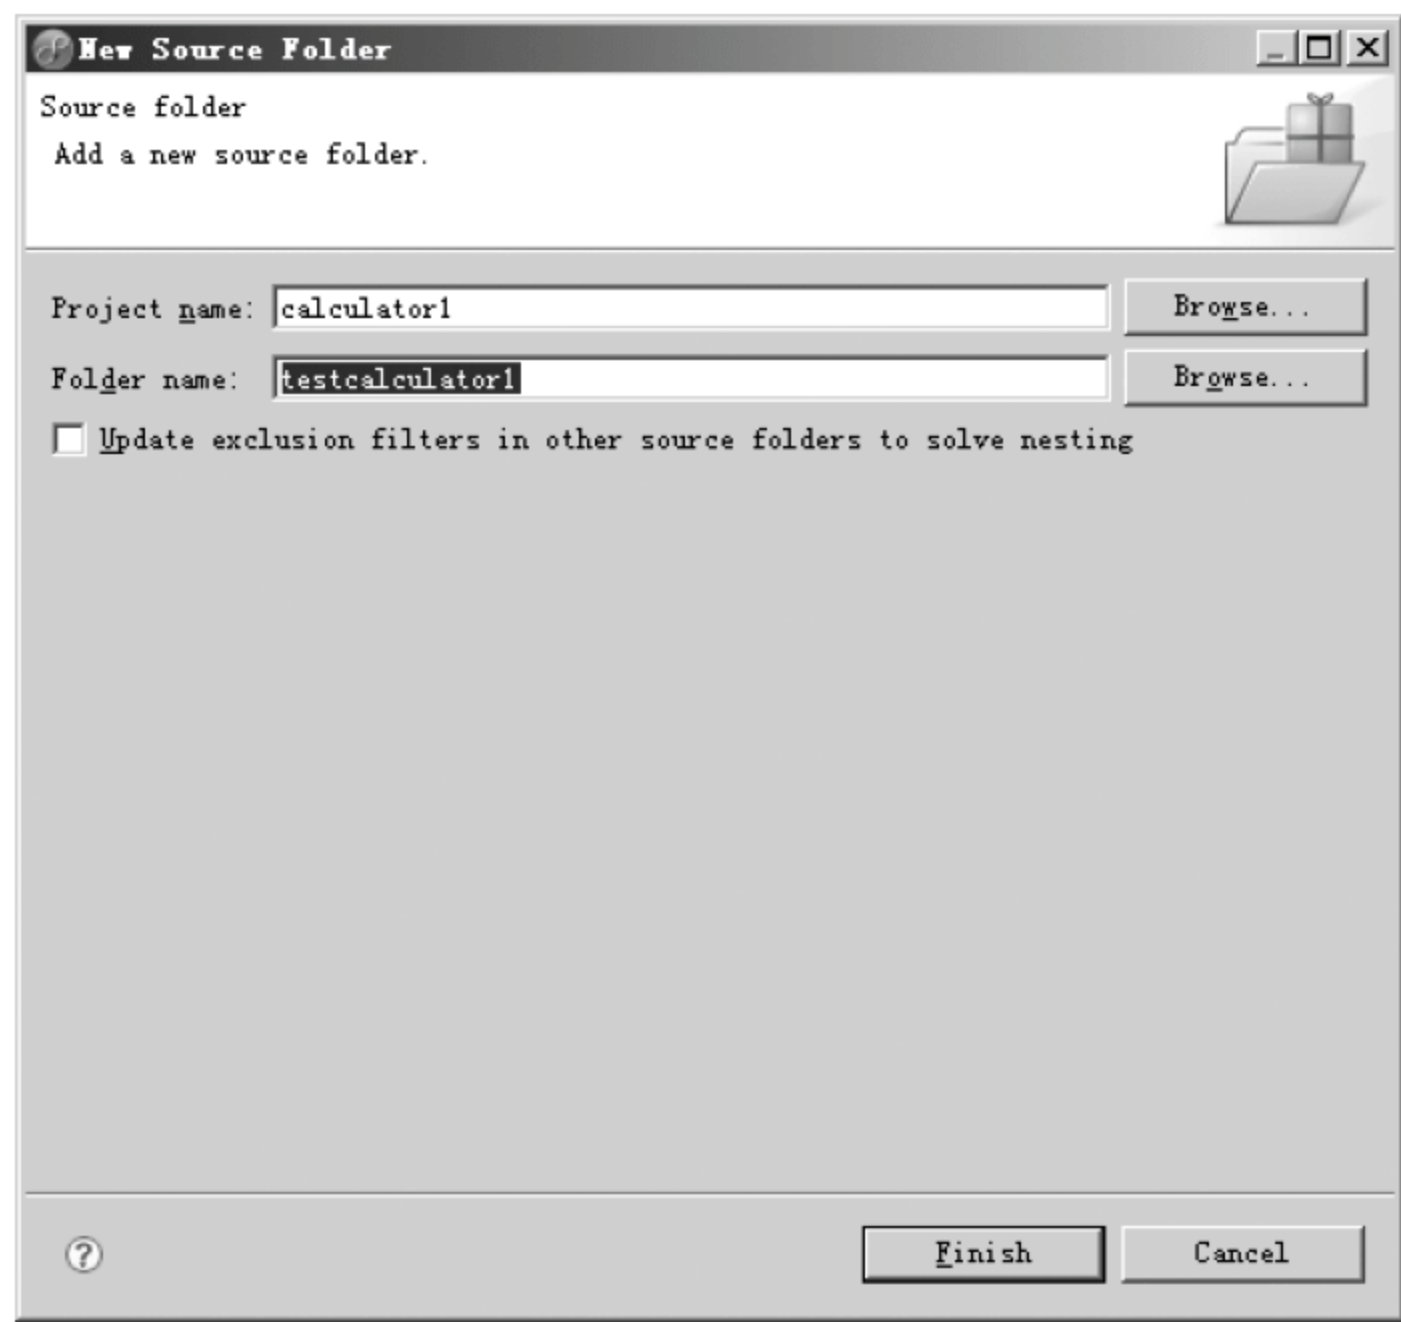 New Source Folder
Source folder
Add a new source folder.
Project name: calculator1 Browse...
Folder name: testcalculator1 Browse...
Update exclusion filters in other source folders to solve nesting
? Finish Cancel